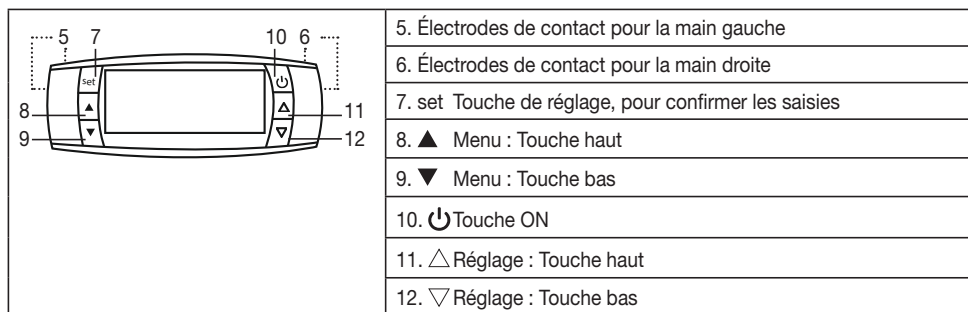 5 7 10 6
set
8 11
9 12
5. Électrodes de contact pour la main gauche
6. Électrodes de contact pour la main droite
7. set Touche de réglage, pour confirmer les saisies
8. ▲ Menu : Touche haut
9. ▼ Menu : Touche bas
10. ⏻ Touche ON
11. △ Réglage : Touche haut
12. ▽ Réglage : Touche bas